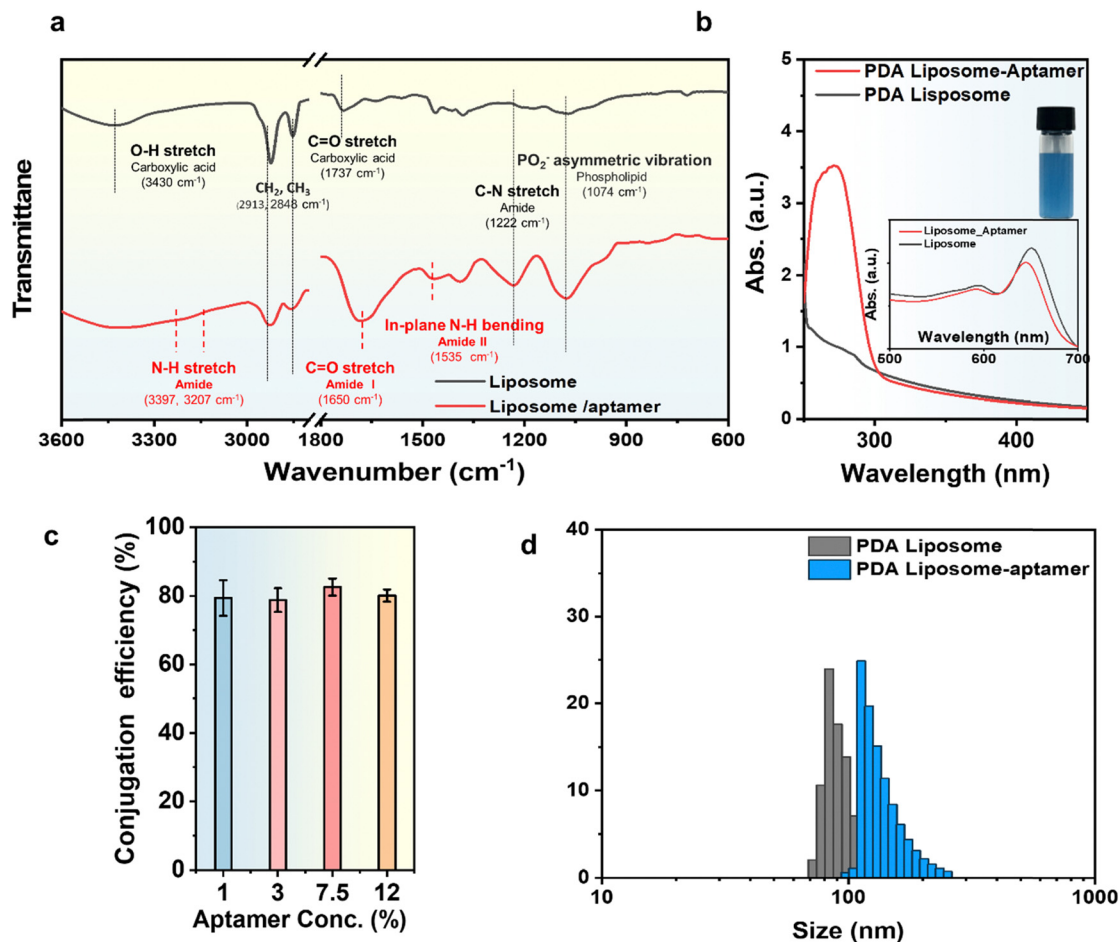 a
Transmittane
O-H stretch
Carboxylic acid
(3430 cm-1)
CH2, CH3
(2913, 2848 cm-1)
C=O stretch
Carboxylic acid
(1737 cm-1)
PO2- asymmetric vibration
Phospholipid
(1074 cm-1)
C-N stretch
Amide
(1222 cm-1)
N-H stretch
Amide
(3397, 3207 cm-1)
C=O stretch
Amide I
(1650 cm-1)
In-plane N-H bending
Amide II
(1535 cm-1)
Liposome
Liposome /aptamer
3600 3300 3000 1800 1500 1200 900 600
Wavenumber (cm-1)
b
PDA Liposome-Aptamer
PDA Lisposome
Abs. (a.u.)
5
4
3
2
1
0
Liposome_Aptamer
Liposome
Abs. (a.u.)
Wavelength (nm)
500 600 700
300 400
Wavelength (nm)
c
Conjugation efficiency (%)
100
80
60
40
20
0
1 3 7.5 12
Aptamer Conc. (%)
d
PDA Liposome
PDA Liposome-aptamer
40
30
20
10
0
10 100 1000
Size (nm)